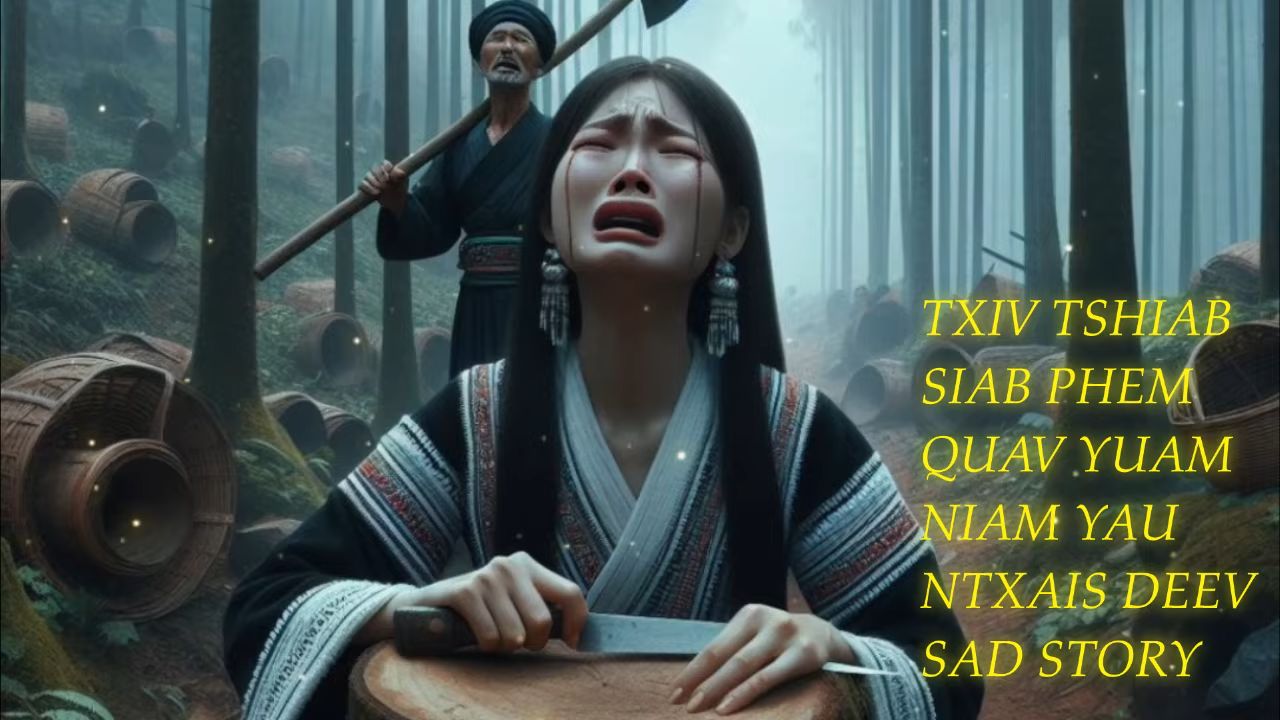 TXIV TSHIAB
SIAB PHEM
QUAV YUAM
NIAM YAU
NTXAIS DEEV
SAD STORY